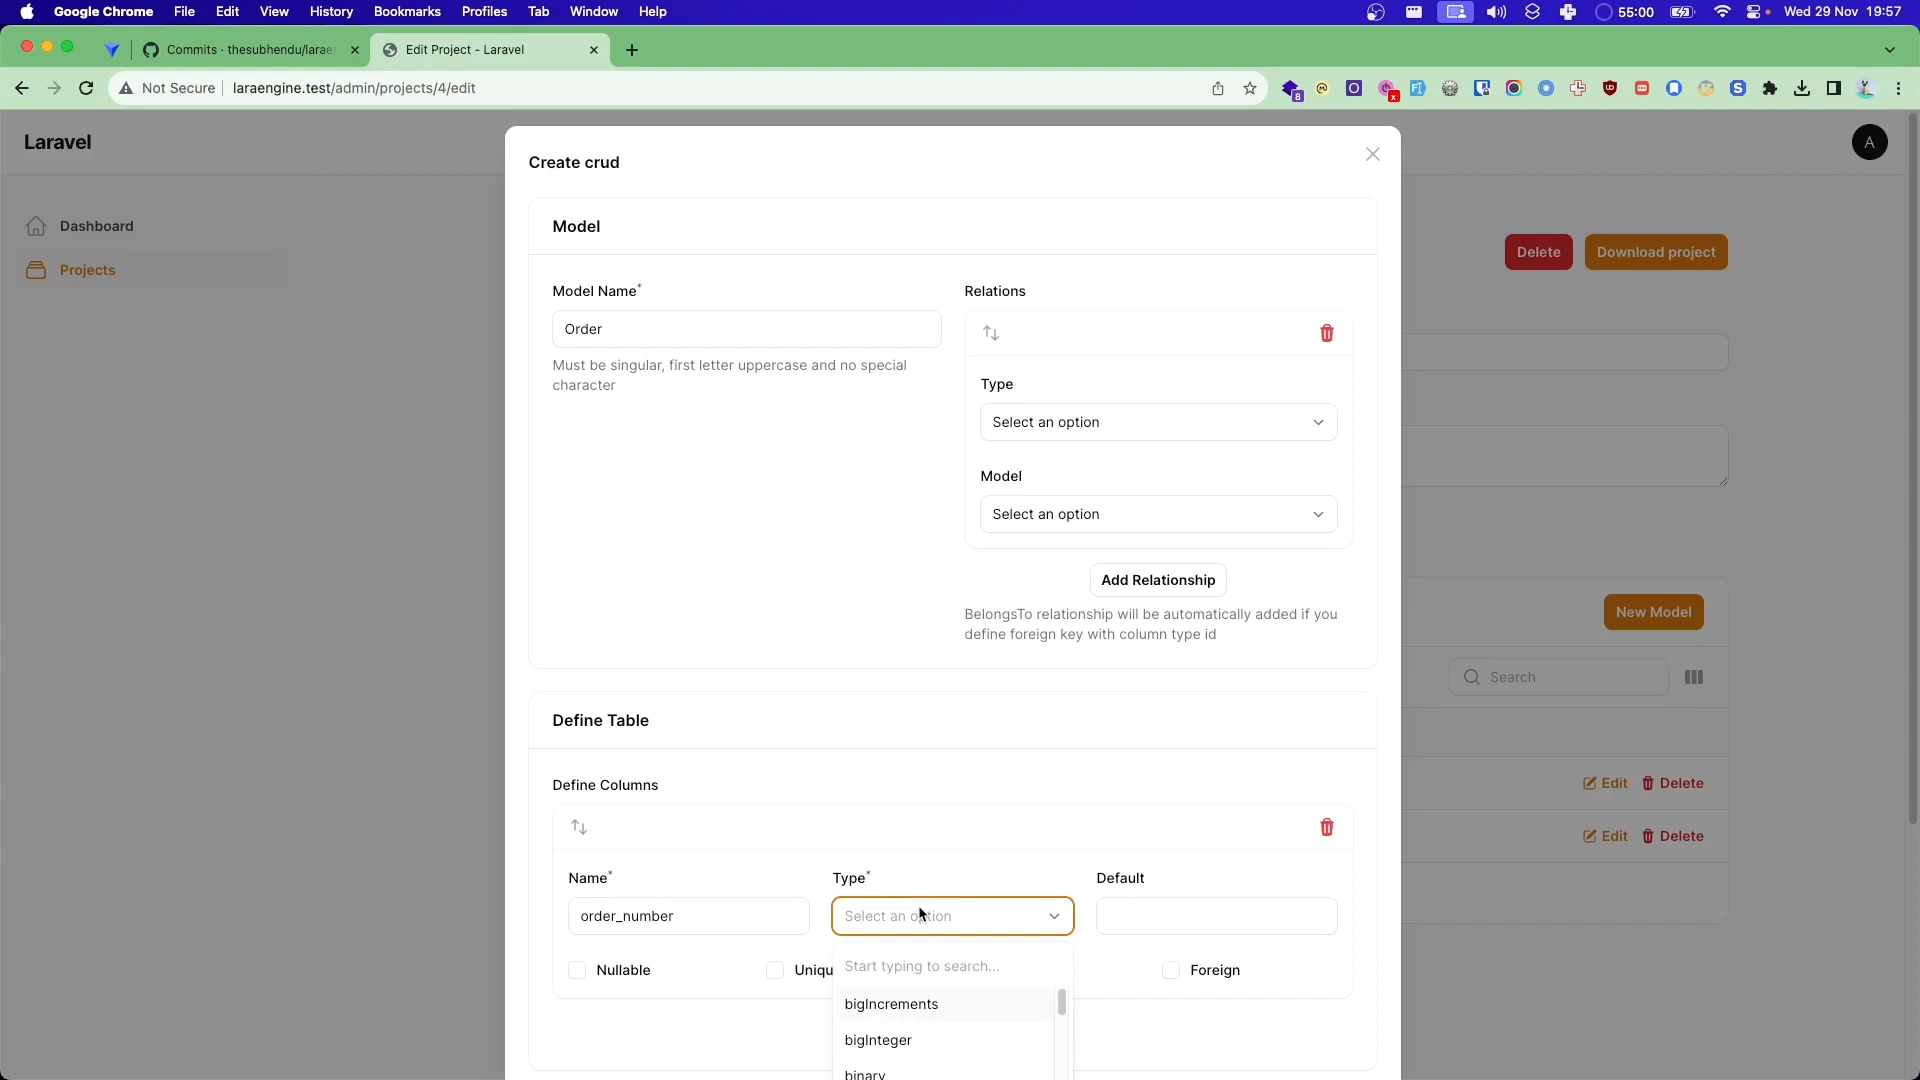 Google Chrome File Edit View History Bookmarks Profiles Tab Window Help
55:00
Wed 29 Nov 19:57
Commits · thesubhendu/larae
Edit Project - Laravel
Not Secure
laraengine.test/admin/projects/4/edit
8
Laravel
A
Dashboard
Projects
Delete
Download project
Create crud
Model
Model Name*
Order
Must be singular, first letter uppercase and no special
character
Relations
Type
Select an option
Model
Select an option
Add Relationship
BelongsTo relationship will be automatically added if you
define foreign key with column type id
New Model
Search
Edit Delete
Edit Delete
Define Table
Define Columns
Name*
order_number
Type*
Select an option
Default
Nullable
Uniqu
Foreign
Start typing to search...
bigIncrements
bigInteger
binary